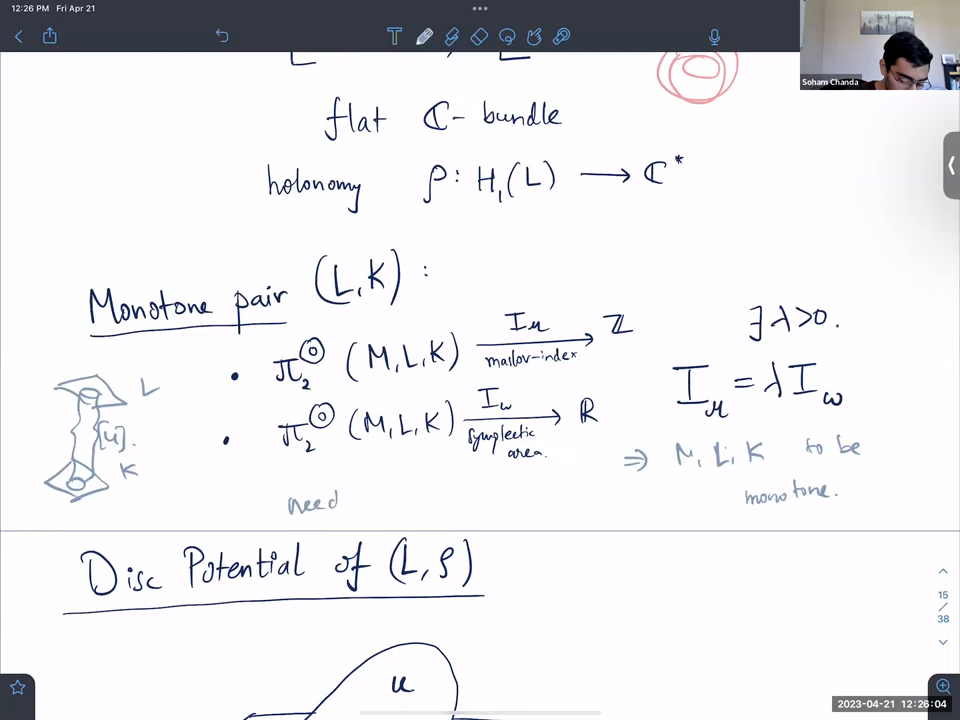 12:26 PM Fri Apr 21
Soham Chanda
flat ℂ- bundle
holonomy ρ: H₁(L) ⟶ ℂ*
Monotone pair (L,K) :
• π₂^◎ (M,L,K) I_μ maslov-index ⟶ ℤ
∃ λ>0.
• π₂^◎ (M,L,K) I_ω symplectic area. ⟶ ℝ
I_μ = λ I_ω
L
[u].
K
⇒ M, L, K to be
monotone.
need
Disc Potential of (L,ρ)
u
15
/
38
2023-04-21 12:26:04